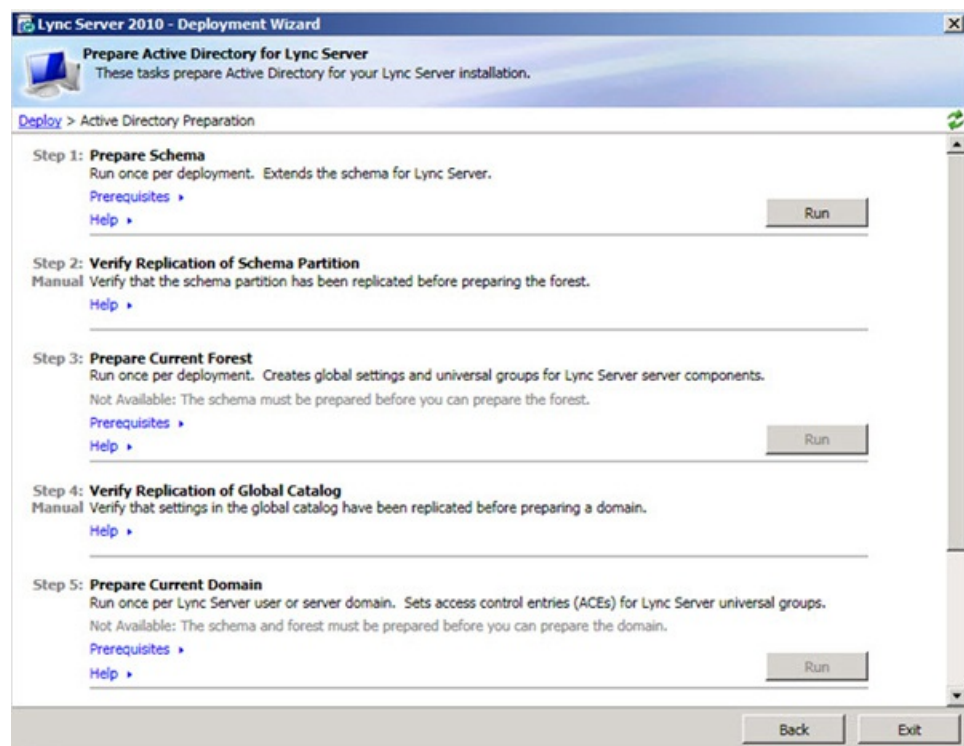 Lync Server 2010 - Deployment Wizard
Prepare Active Directory for Lync Server
These tasks prepare Active Directory for your Lync Server installation.
Deploy > Active Directory Preparation
Step 1: Prepare Schema
Run once per deployment. Extends the schema for Lync Server.
Prerequisites
Help
Run
Step 2: Verify Replication of Schema Partition
Manual Verify that the schema partition has been replicated before preparing the forest.
Help
Step 3: Prepare Current Forest
Run once per deployment. Creates global settings and universal groups for Lync Server server components.
Not Available: The schema must be prepared before you can prepare the forest.
Prerequisites
Help
Run
Step 4: Verify Replication of Global Catalog
Manual Verify that settings in the global catalog have been replicated before preparing a domain.
Help
Step 5: Prepare Current Domain
Run once per Lync Server user or server domain. Sets access control entries (ACEs) for Lync Server universal groups.
Not Available: The schema and forest must be prepared before you can prepare the domain.
Prerequisites
Help
Run
Back Exit